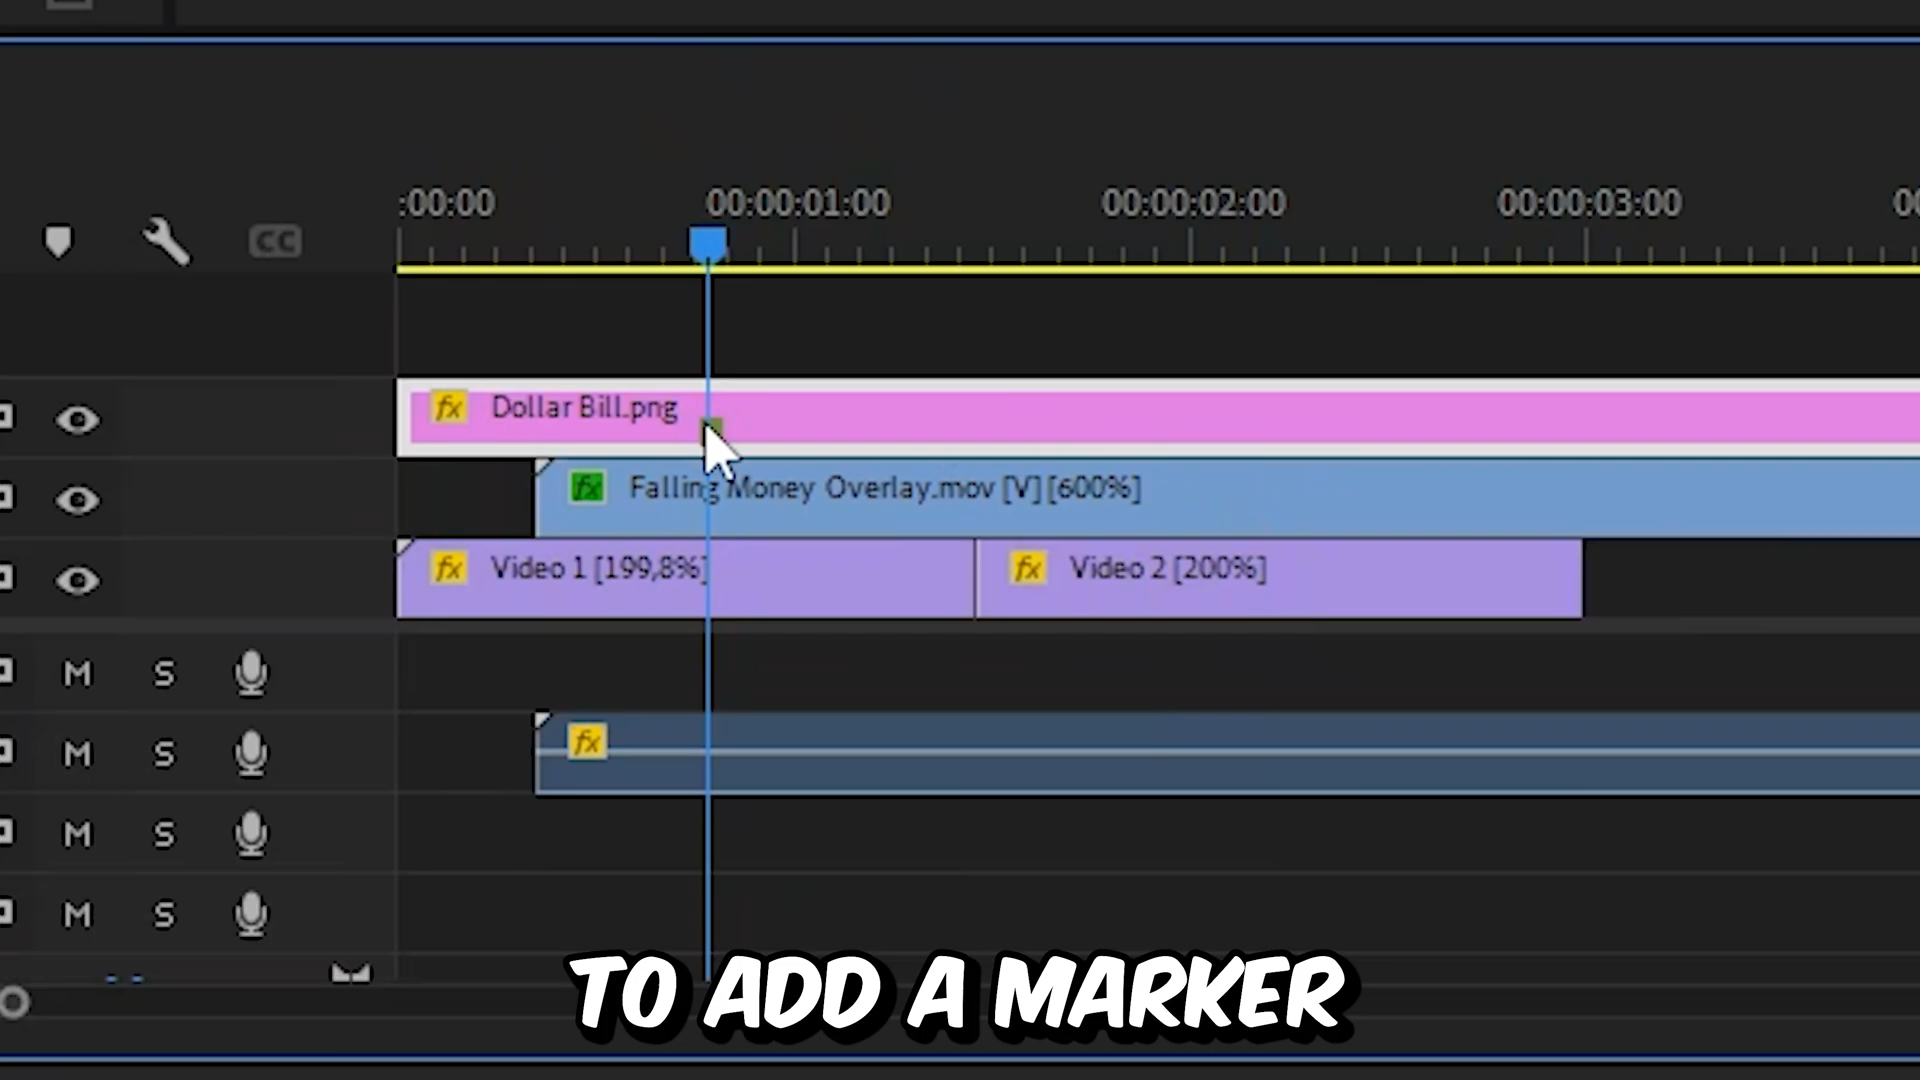 :00:00 00:00:01:00 00:00:02:00 00:00:03:00 00
CC
fx Dollar Bill.png
fx Falling Money Overlay.mov [V] [600%]
fx Video 1 [199,8%] fx Video 2 [200%]
M S
M S fx
M S
M S
TO ADD A MARKER